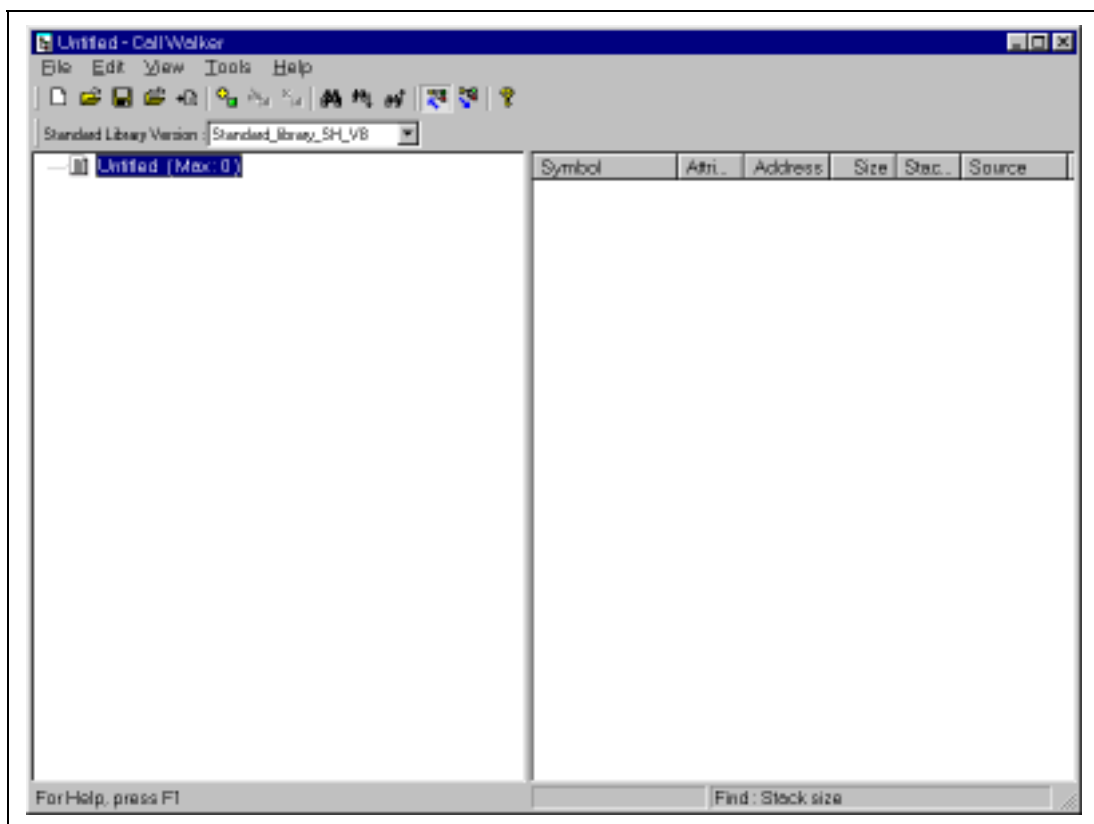 Untitled - Call Walker
File Edit View Tools Help
Standard Library Version : Standard_library_SH_V8
Untitled (Max: 0)
Symbol Attri... Address Size Stac... Source
For Help, press F1
Find : Stack size